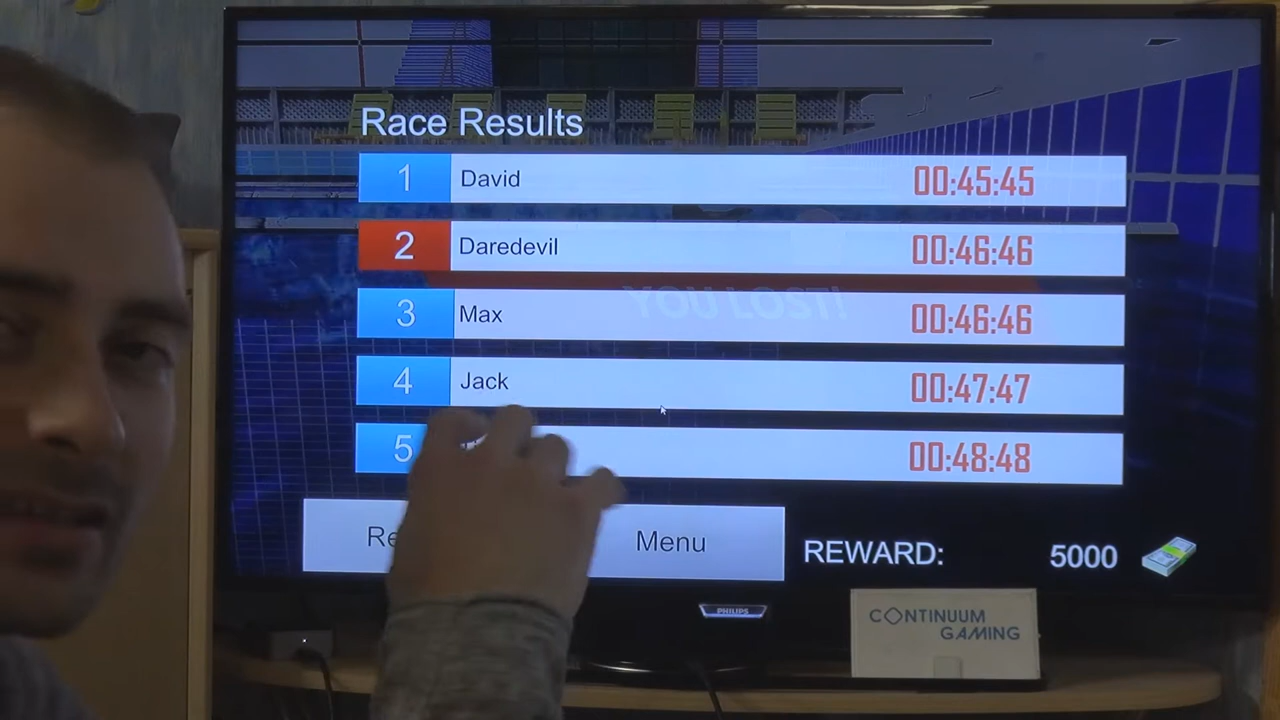 Race Results
1 David 00:45:45
2 Daredevil 00:46:46
YOU LOST!
3 Max 00:46:46
4 Jack 00:47:47
5 00:48:48
Menu
REWARD: 5000
PHILIPS
CONTINUUM
GAMING